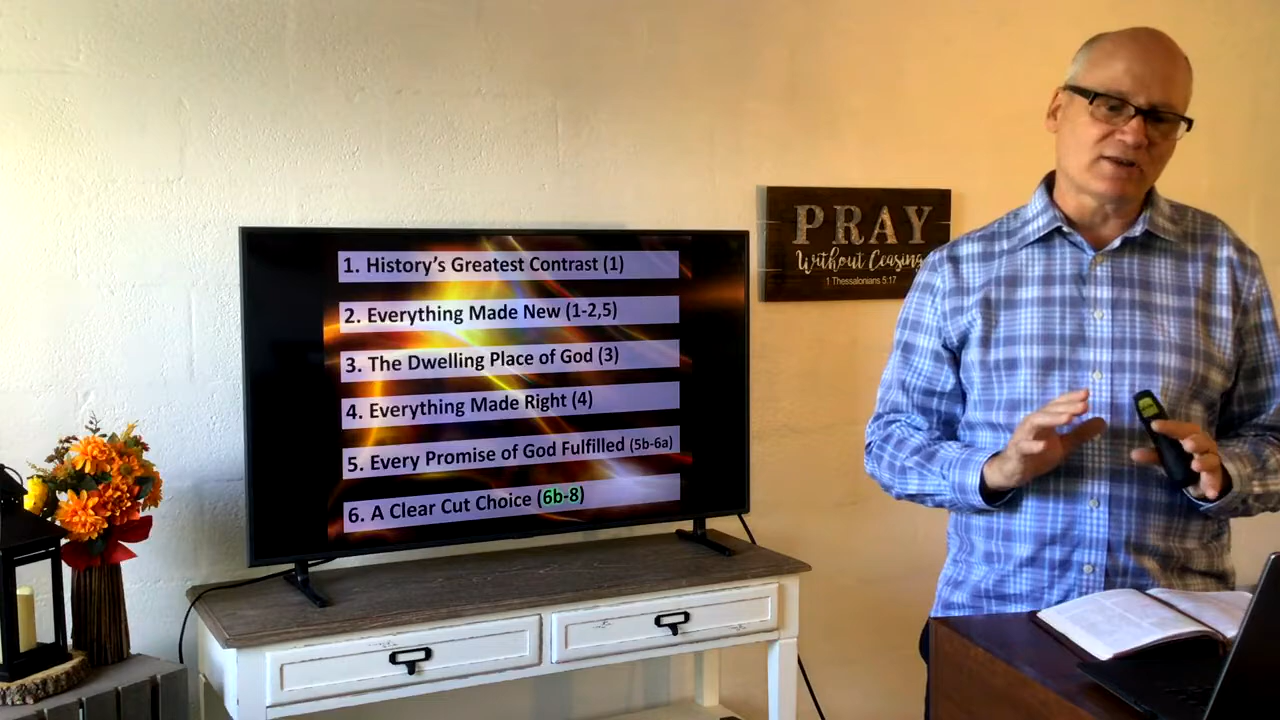 1. History’s Greatest Contrast (1)
2. Everything Made New (1-2,5)
3. The Dwelling Place of God (3)
4. Everything Made Right (4)
5. Every Promise of God Fulfilled (5b-6a)
6. A Clear Cut Choice (6b-8)
PRAY
Without Ceasing
1 Thessalonians 5:17